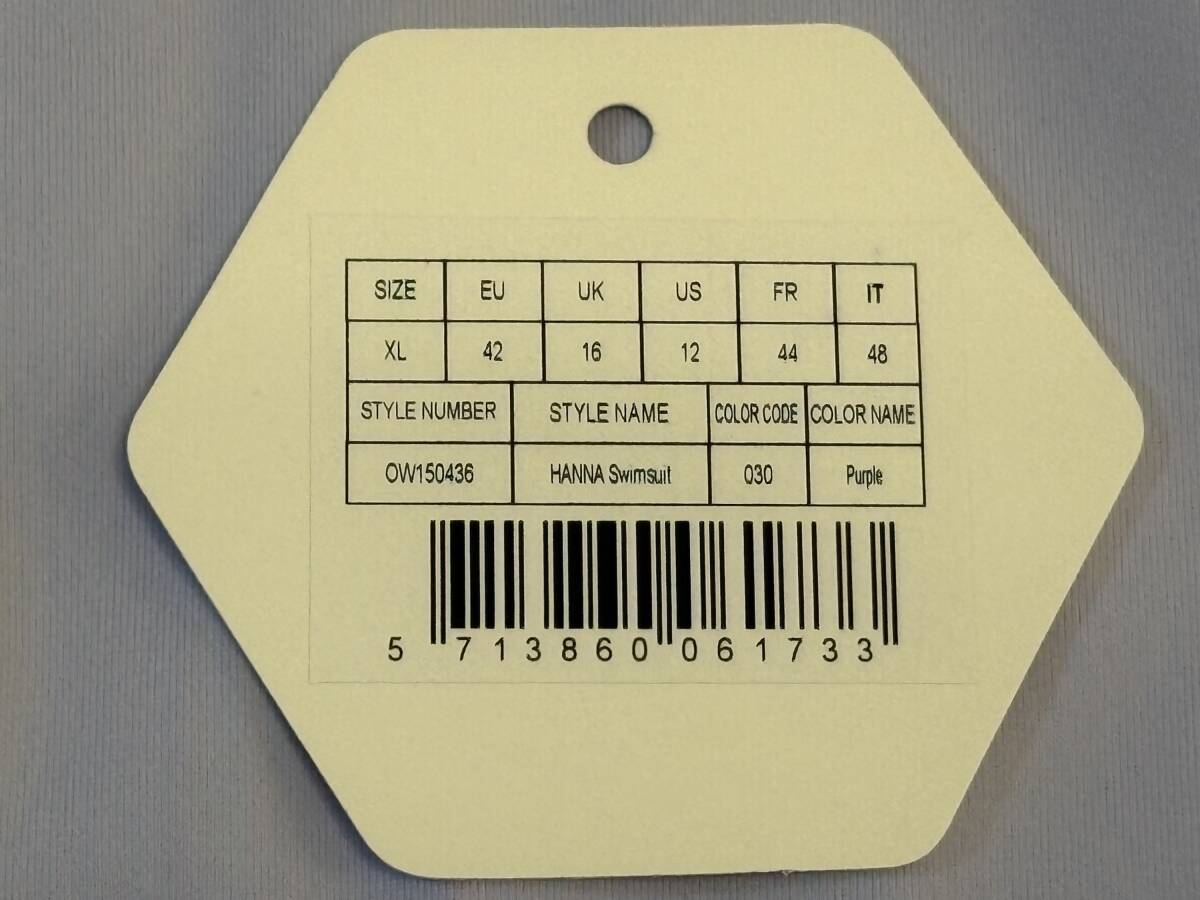 SIZE EU UK US FR IT
XL 42 16 12 44 48
STYLE NUMBER STYLE NAME COLOR CODE COLOR NAME
OW150436 HANNA Swimsuit 030 Purple
5 713860 061733